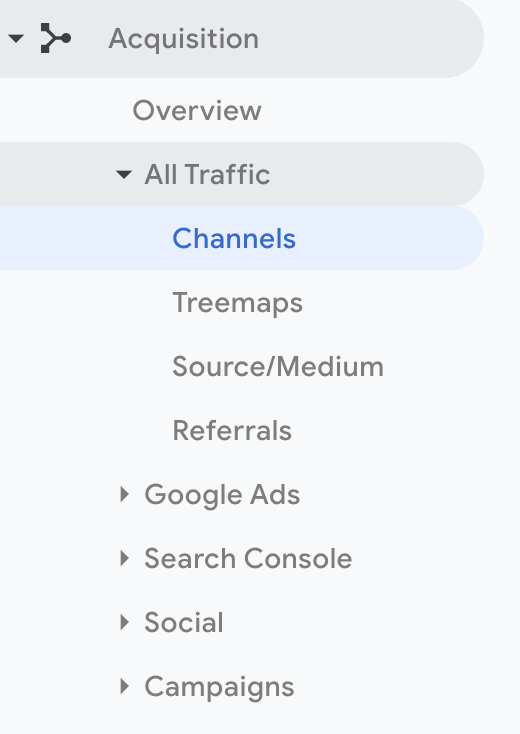 Acquisition
Overview
All Traffic
Channels
Treemaps
Source/Medium
Referrals
Google Ads
Search Console
Social
Campaigns